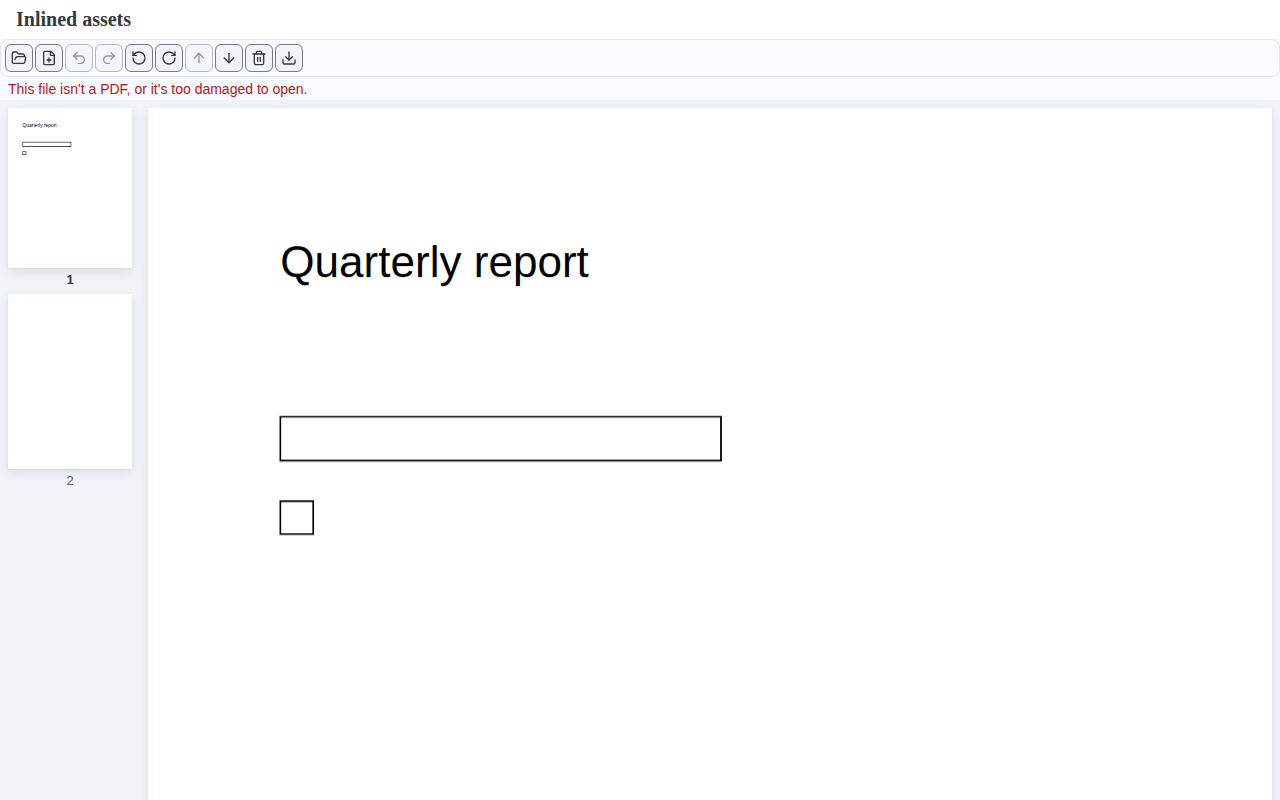 Inlined assets
This file isn't a PDF, or it's too damaged to open.
Quarterly report
1
2
Quarterly report